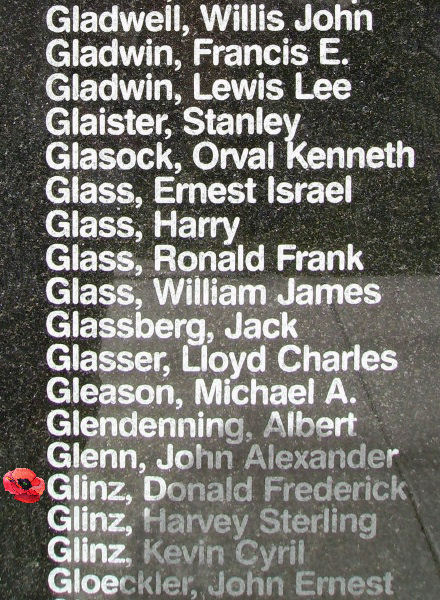 Gladwell, Willis John
Gladwin, Francis E.
Gladwin, Lewis Lee
Glaister, Stanley
Glasock, Orval Kenneth
Glass, Ernest Israel
Glass, Harry
Glass, Ronald Frank
Glass, William James
Glassberg, Jack
Glasser, Lloyd Charles
Gleason, Michael A.
Glendenning, Albert
Glenn, John Alexander
Glinz, Donald Frederick
Glinz, Harvey Sterling
Glinz, Kevin Cyril
Gloeckler, John Ernest